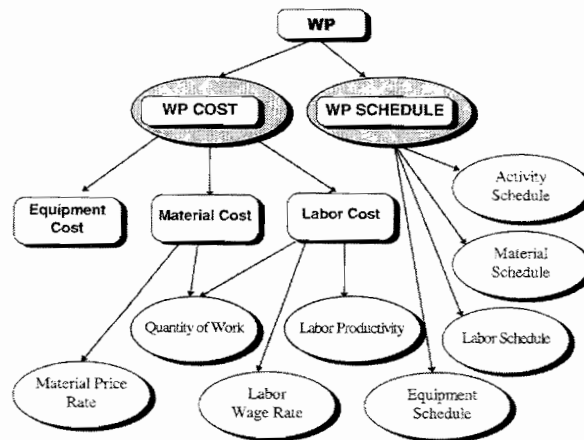 WP
WP COST
WP SCHEDULE
Equipment
Cost
Material Cost
Labor Cost
Activity
Schedule
Material
Schedule
Quantity of Work
Labor Productivity
Labor Schedule
Material Price
Rate
Labor
Wage Rate
Equipment
Schedule